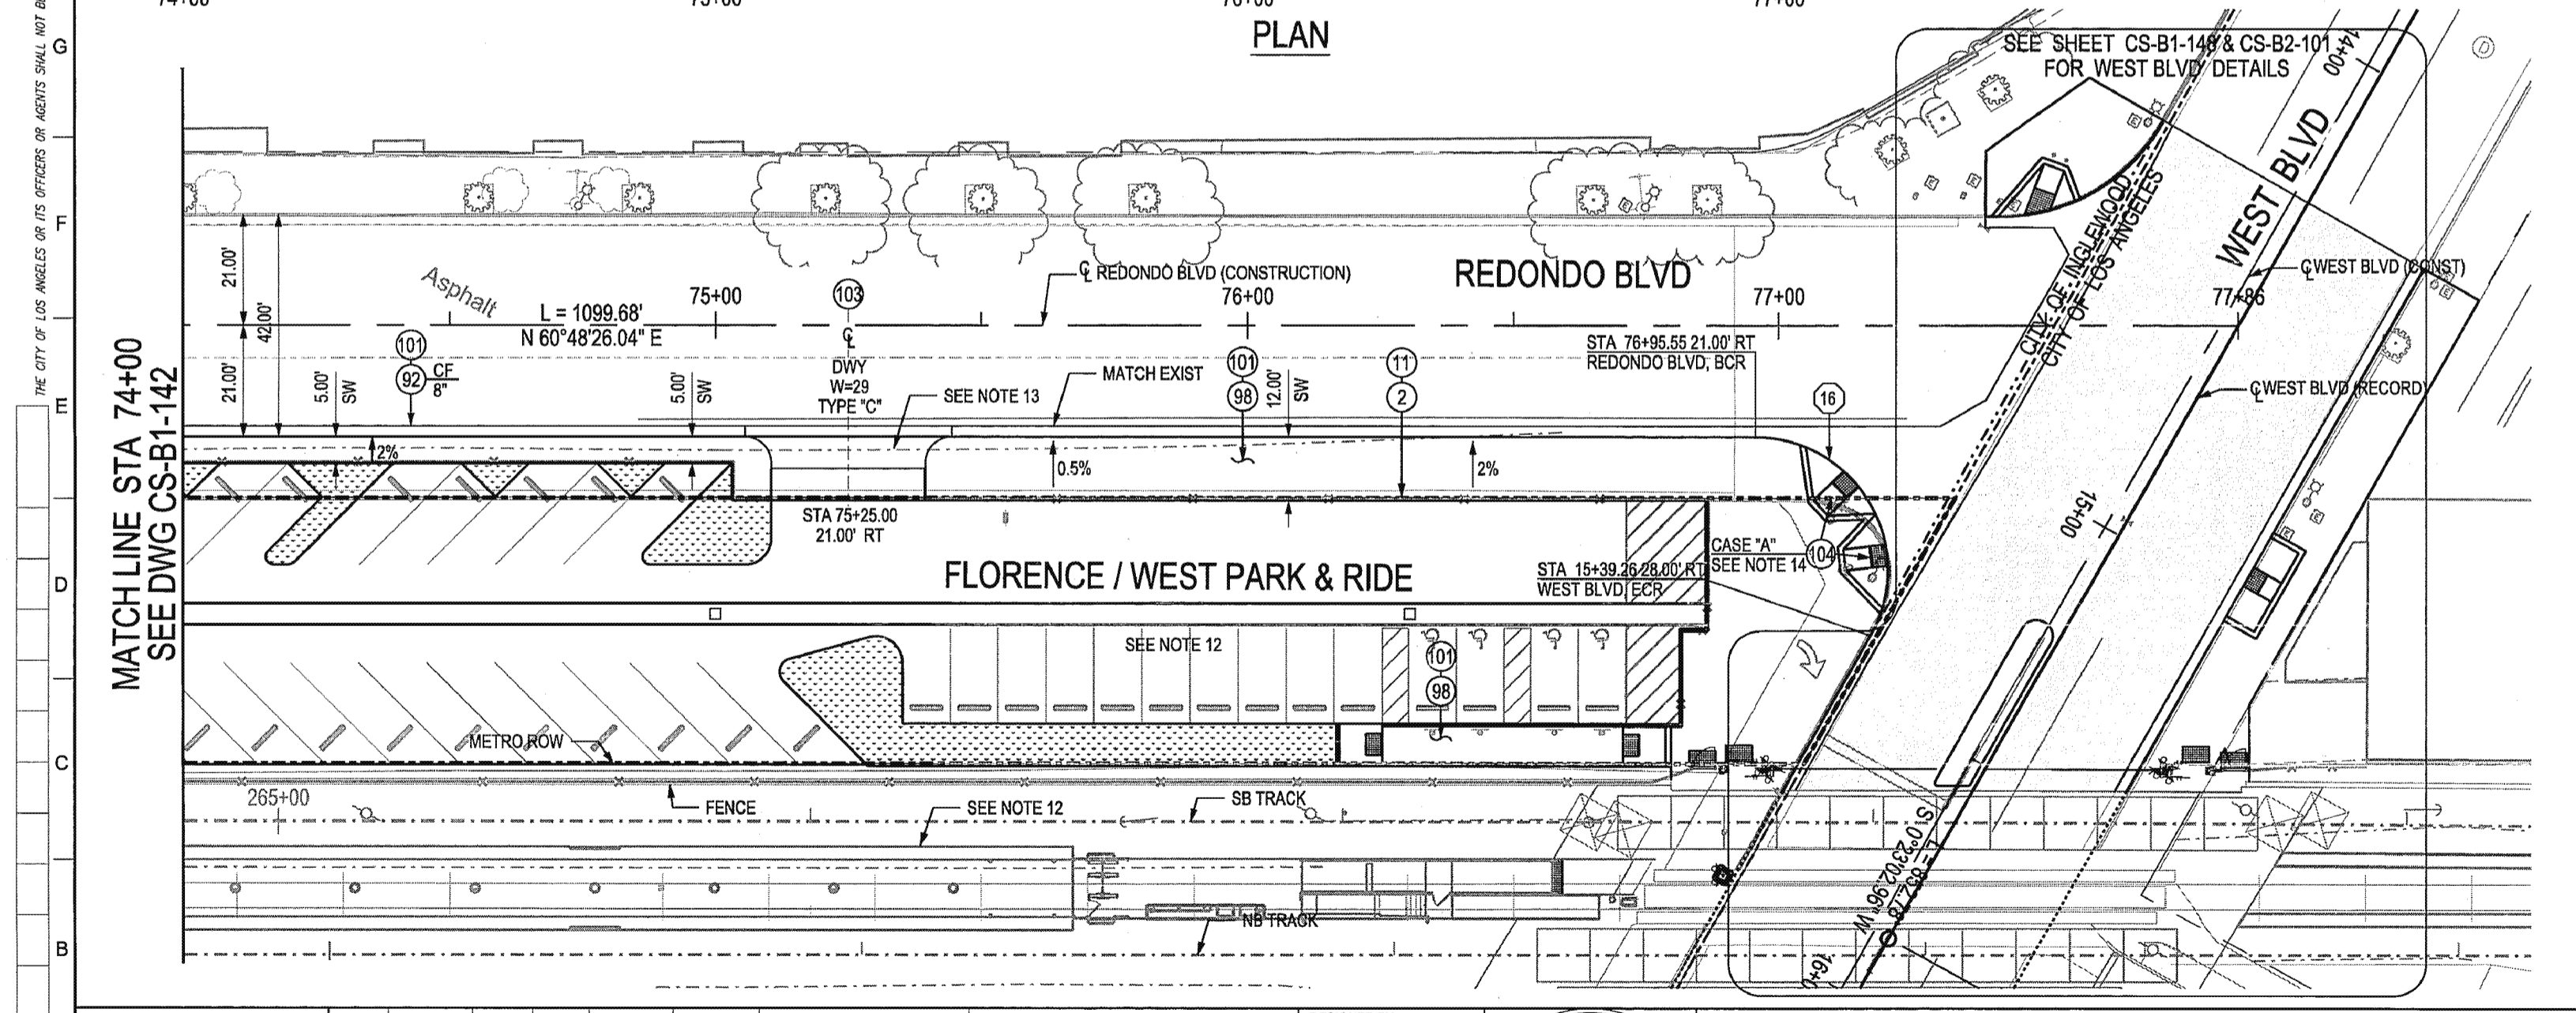 PLAN
THE CITY OF LOS ANGELES OR ITS OFFICERS OR AGENTS SHALL NOT
G
F
E
D
C
B
SEE SHEET CS-B1-148 & CS-B2-101
FOR WEST BLVD DETAILS
14+00
D
WEST BLVD
CITY OF INGLEWOOD
CITY OF LOS ANGELES
℄ WEST BLVD (CONST)
77+86
℄ WEST BLVD (RECORD)
15+00
MATCH LINE STA 74+00
SEE DWG CS-B1-142
21.00'
42.00'
21.00'
Asphalt
L = 1099.68'
N 60°48'26.04" E
75+00
103
℄
DWY
W=29
TYPE "C"
℄ REDONDO BLVD (CONSTRUCTION)
76+00
REDONDO BLVD
77+00
101
92
CF
8"
5.00'
SW
5.00'
SW
SEE NOTE 13
MATCH EXIST
101
98
12.00'
SW
11
2
STA 76+95.55 21.00' RT
REDONDO BLVD, BCR
16
2%
0.5%
2%
STA 75+25.00
21.00' RT
FLORENCE / WEST PARK & RIDE
CASE "A"
SEE NOTE 14
104
STA 15+39.26 28.00' RT
WEST BLVD, ECR
SEE NOTE 12
101
98
METRO ROW
265+00
FENCE
SEE NOTE 12
SB TRACK
NB TRACK
L = 852.78'
S 0°23'02.96" W